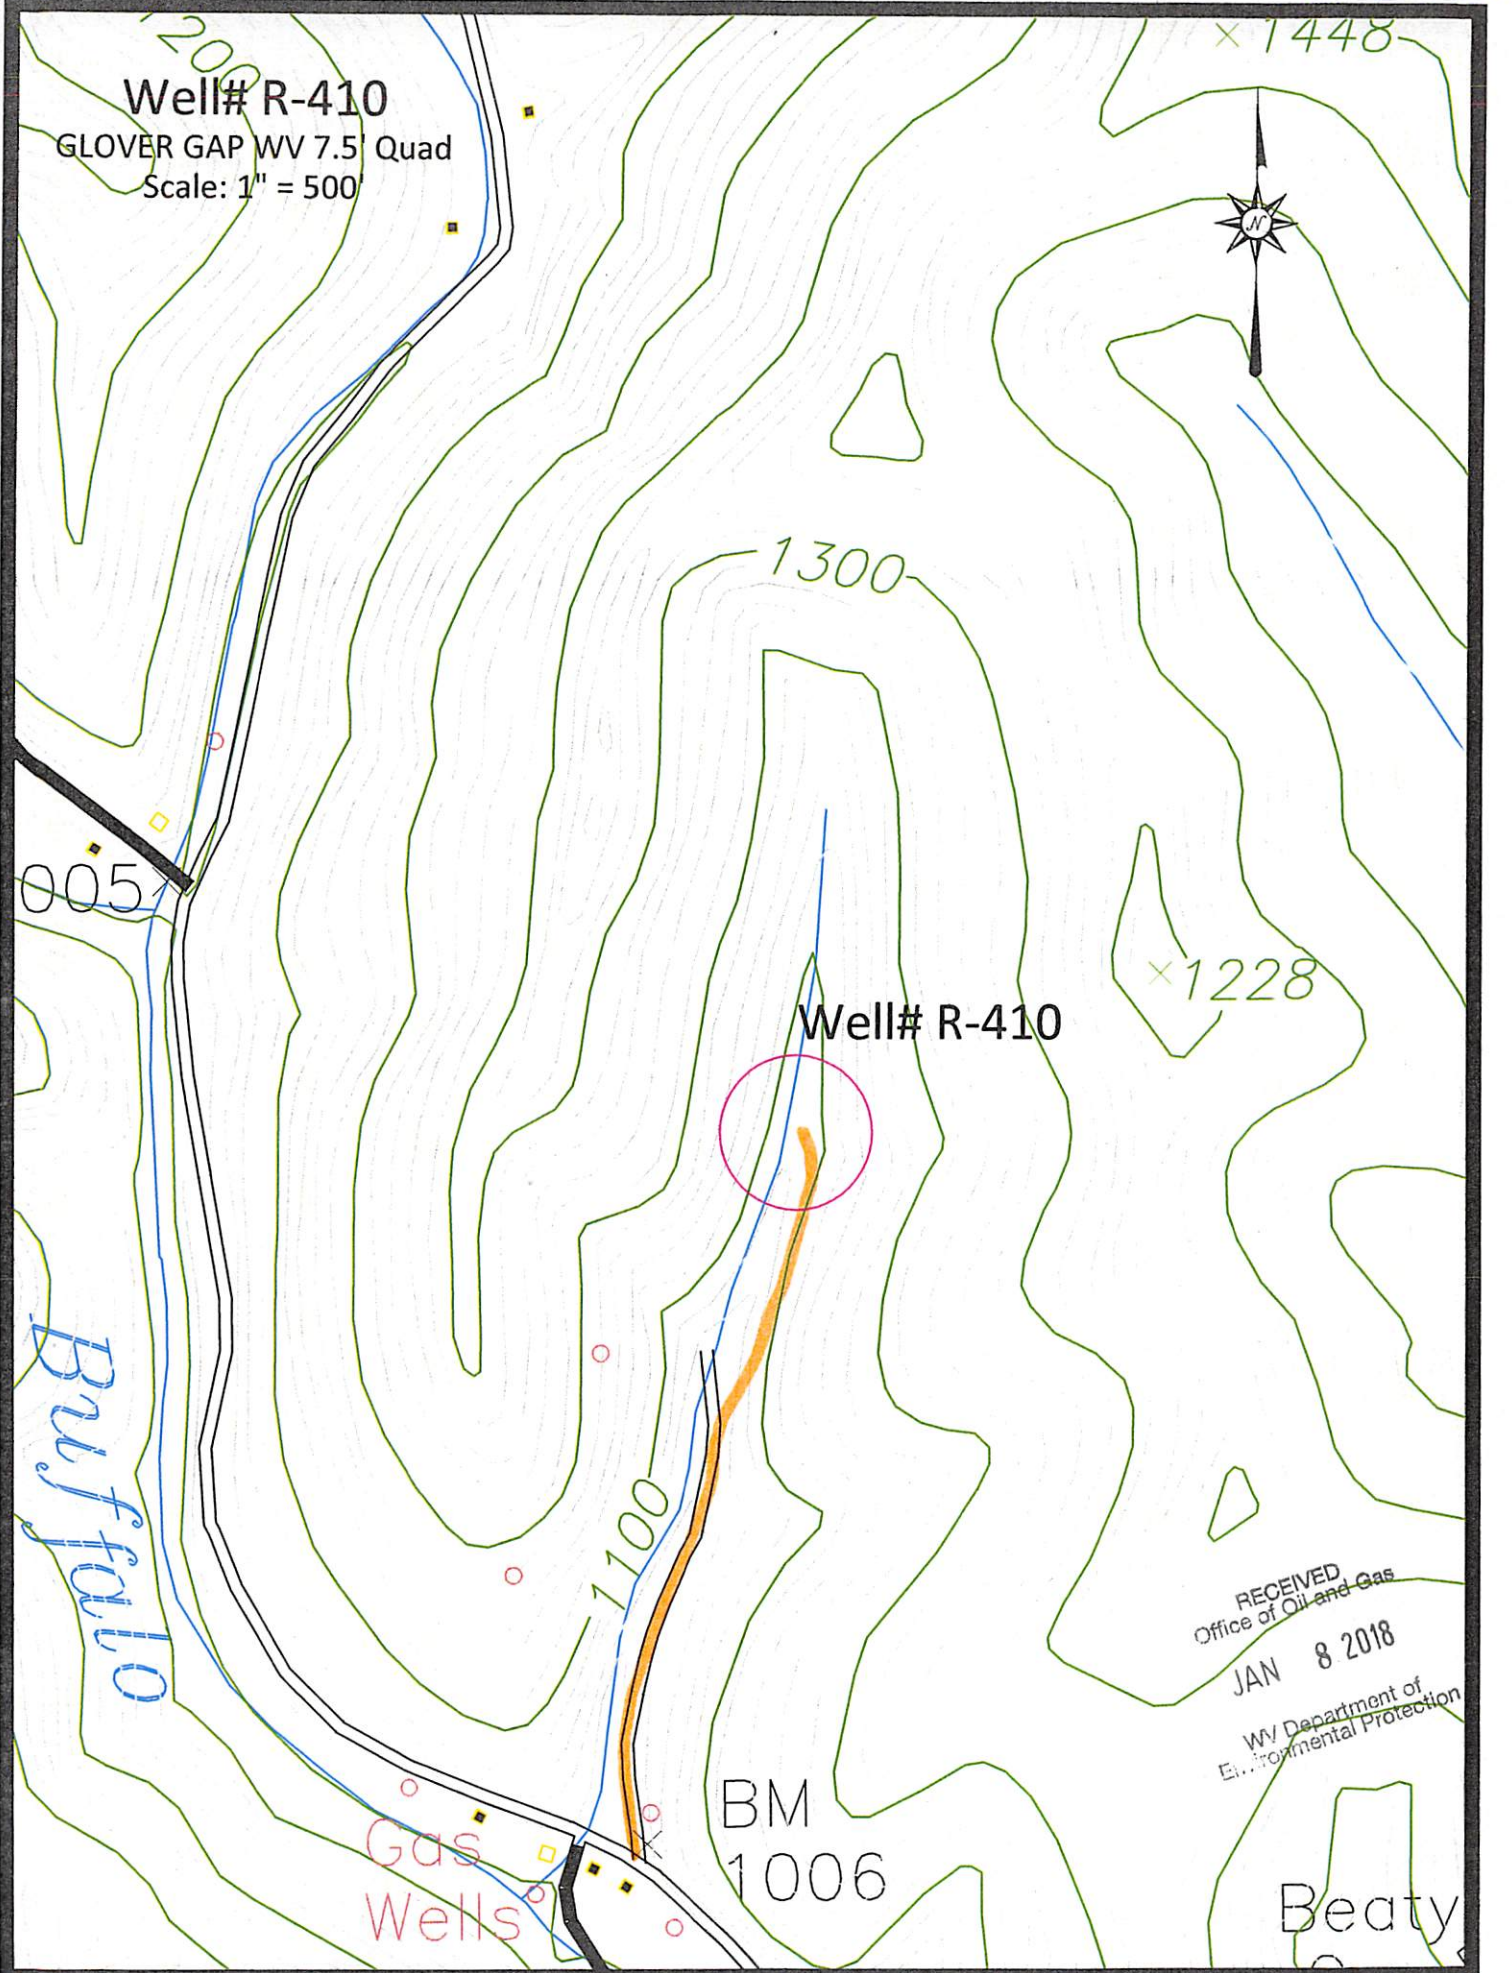 1448
200
Well# R-410
GLOVER GAP WV 7.5' Quad
Scale: 1" = 500'
N
1300
005
1228
Well# R-410
Buffalo
1100
RECEIVED
Office of Oil and Gas
JAN 8 2018
WV Department of
Environmental Protection
BM
1006
Gas
Wells
Beaty